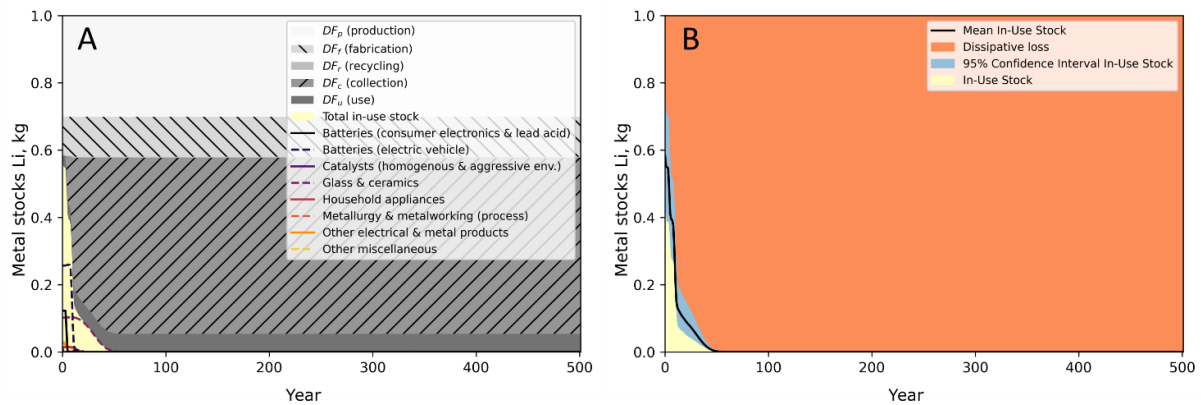 A
Metal stocks Li, kg
1.0
0.8
0.6
0.4
0.2
0.0
DFp (production)
DFf (fabrication)
DFr (recycling)
DFc (collection)
DFu (use)
Total in-use stock
Batteries (consumer electronics & lead acid)
Batteries (electric vehicle)
Catalysts (homogenous & aggressive env.)
Glass & ceramics
Household appliances
Metallurgy & metalworking (process)
Other electrical & metal products
Other miscellaneous
0 100 200 300 400 500
Year
B
Metal stocks Li, kg
1.0
0.8
0.6
0.4
0.2
0.0
Mean In-Use Stock
Dissipative loss
95% Confidence Interval In-Use Stock
In-Use Stock
0 100 200 300 400 500
Year